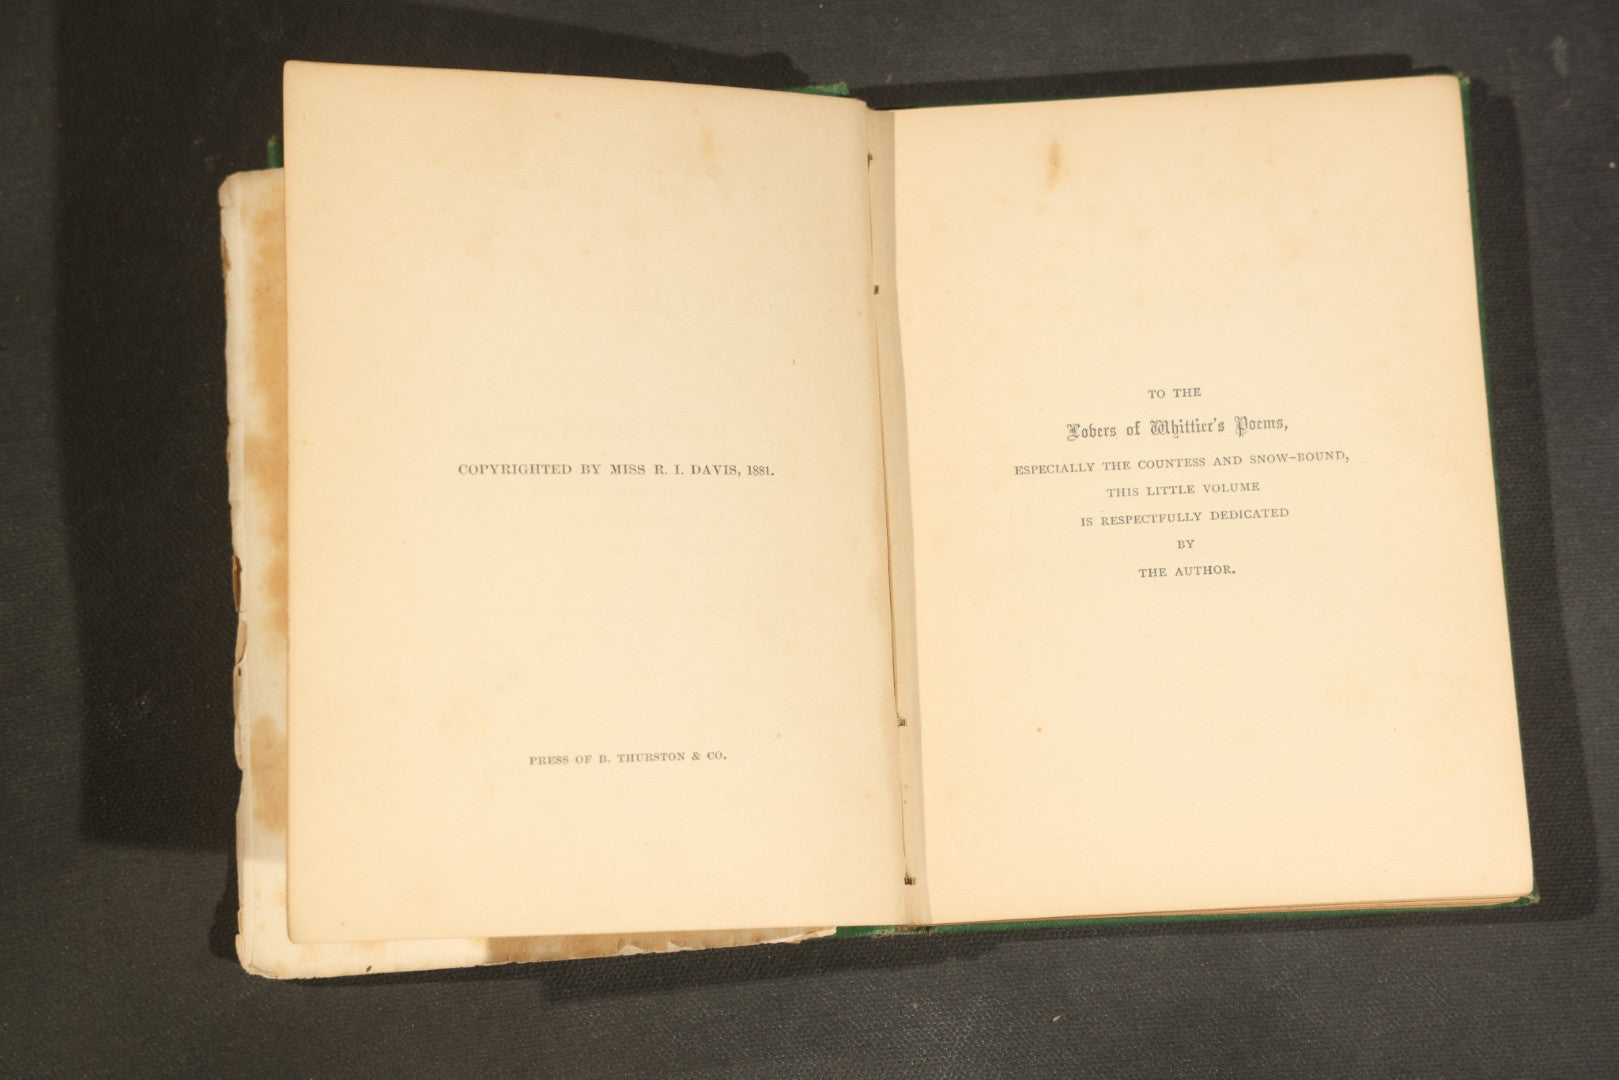 COPYRIGHTED BY MISS R. I. DAVIS, 1881.
PRESS OF B. THURSTON & CO.
TO THE
Lovers of Whittier's Poems,
ESPECIALLY THE COUNTESS AND SNOW-BOUND,
THIS LITTLE VOLUME
IS RESPECTFULLY DEDICATED
BY
THE AUTHOR.